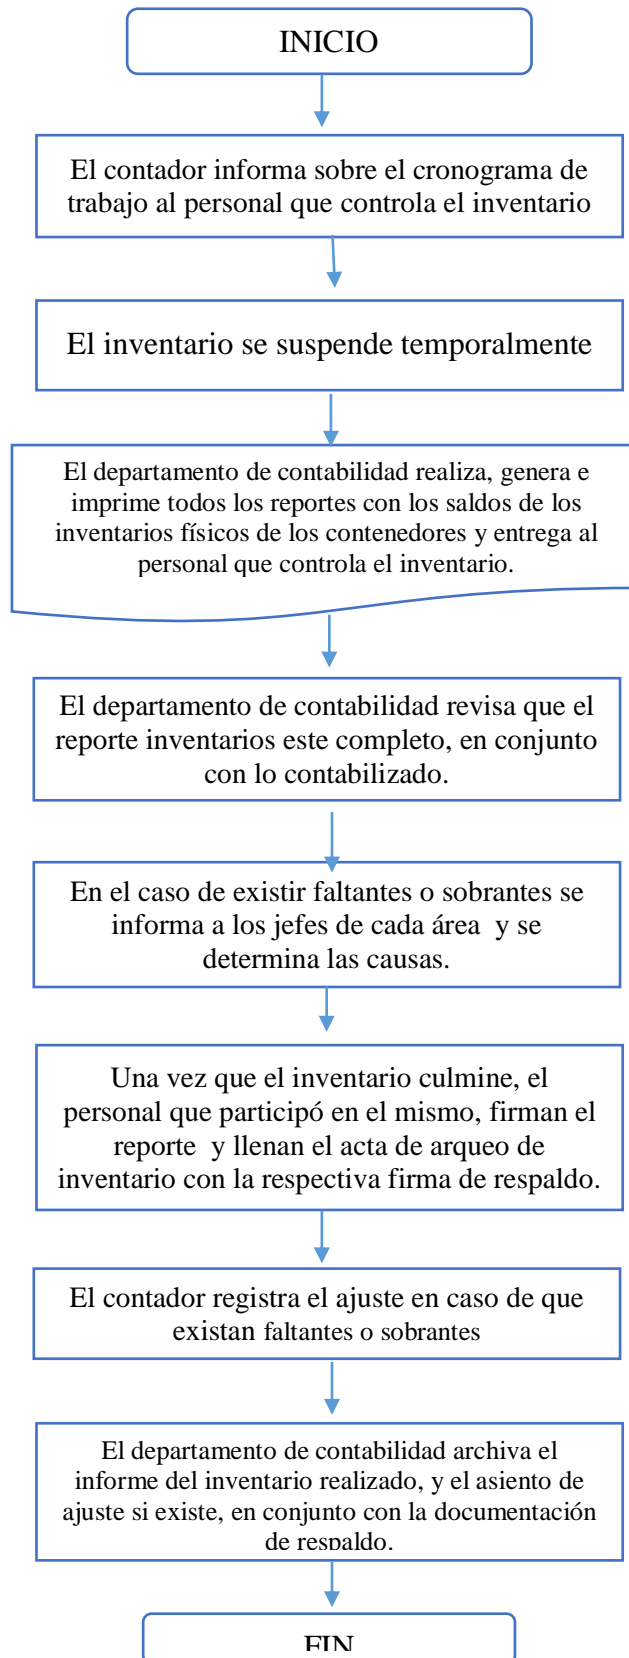 INICIO
El contador informa sobre el cronograma de
trabajo al personal que controla el inventario
El inventario se suspende temporalmente
El departamento de contabilidad realiza, genera e
imprime todos los reportes con los saldos de los
inventarios físicos de los contenedores y entrega al
personal que controla el inventario.
El departamento de contabilidad revisa que el
reporte inventarios este completo, en conjunto
con lo contabilizado.
En el caso de existir faltantes o sobrantes se
informa a los jefes de cada área  y se
determina las causas.
Una vez que el inventario culmine, el
personal que participó en el mismo, firman el
reporte  y llenan el acta de arqueo de
inventario con la respectiva firma de respaldo.
El contador registra el ajuste en caso de que
existan faltantes o sobrantes
El departamento de contabilidad archiva el
informe del inventario realizado, y el asiento de
ajuste si existe, en conjunto con la documentación
de respaldo.
FIN